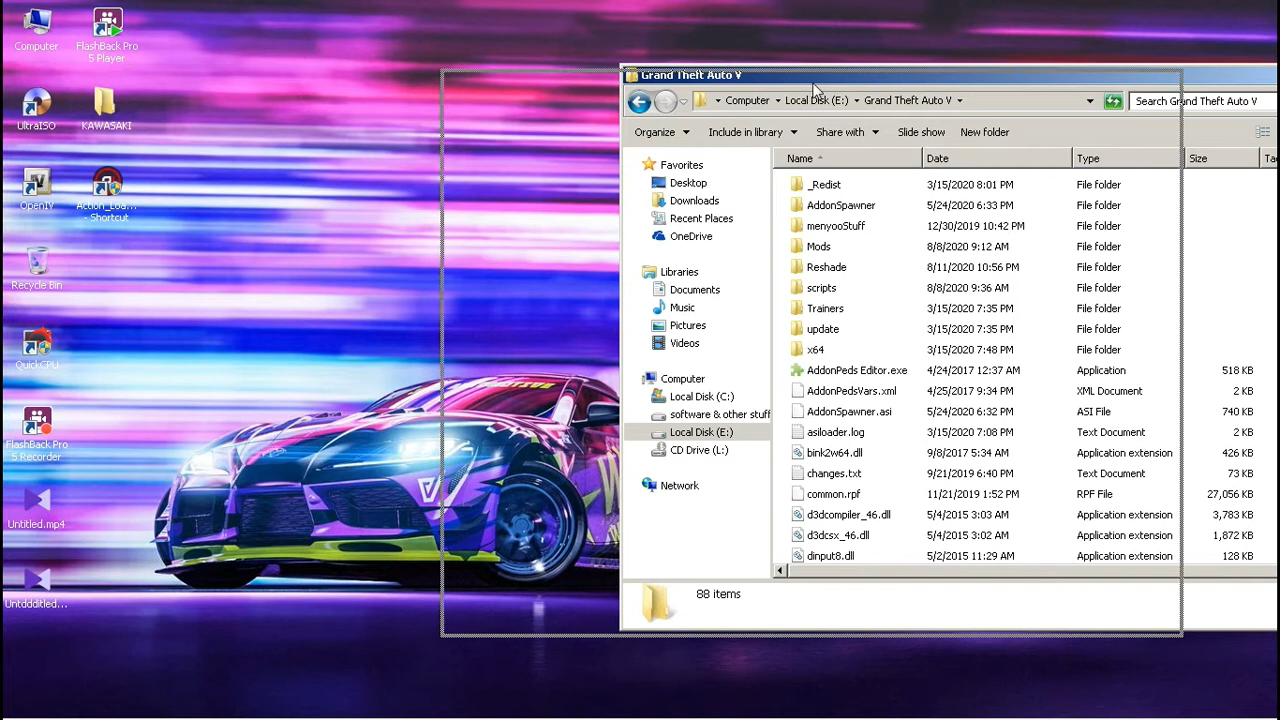 Computer
FlashBack Pro
5 Player
UltraISO
KAWASAKI
OpenIV
Action_Loa...
- Shortcut
Recycle Bin
QuickCPU
FlashBack Pro
5 Recorder
Untitled.mp4
Untddditled...
Grand Theft Auto V
Computer Local Disk (E:) Grand Theft Auto V
Search Grand Theft Auto V
Organize Include in library Share with Slide show New folder
Favorites
Desktop
Downloads
Recent Places
OneDrive
Libraries
Documents
Music
Pictures
Videos
Computer
Local Disk (C:)
software & other stuff
Local Disk (E:)
CD Drive (L:)
Network
Name Date Type Size Ta
_Redist 3/15/2020 8:01 PM File folder
AddonSpawner 5/24/2020 6:33 PM File folder
menyooStuff 12/30/2019 10:42 PM File folder
Mods 8/8/2020 9:12 AM File folder
Reshade 8/11/2020 10:56 PM File folder
scripts 8/8/2020 9:36 AM File folder
Trainers 3/15/2020 7:35 PM File folder
update 3/15/2020 7:35 PM File folder
x64 3/15/2020 7:48 PM File folder
AddonPeds Editor.exe 4/24/2017 12:37 AM Application 518 KB
AddonPedsVars.xml 4/25/2017 9:34 PM XML Document 2 KB
AddonSpawner.asi 5/24/2020 6:32 PM ASI File 740 KB
asiloader.log 3/15/2020 7:08 PM Text Document 2 KB
bink2w64.dll 9/8/2017 5:34 AM Application extension 426 KB
changes.txt 9/21/2019 6:40 PM Text Document 73 KB
common.rpf 11/21/2019 1:52 PM RPF File 27,056 KB
d3dcompiler_46.dll 5/4/2015 3:03 AM Application extension 3,783 KB
d3dcsx_46.dll 5/4/2015 3:02 AM Application extension 1,872 KB
dinput8.dll 5/2/2015 11:29 AM Application extension 128 KB
88 items